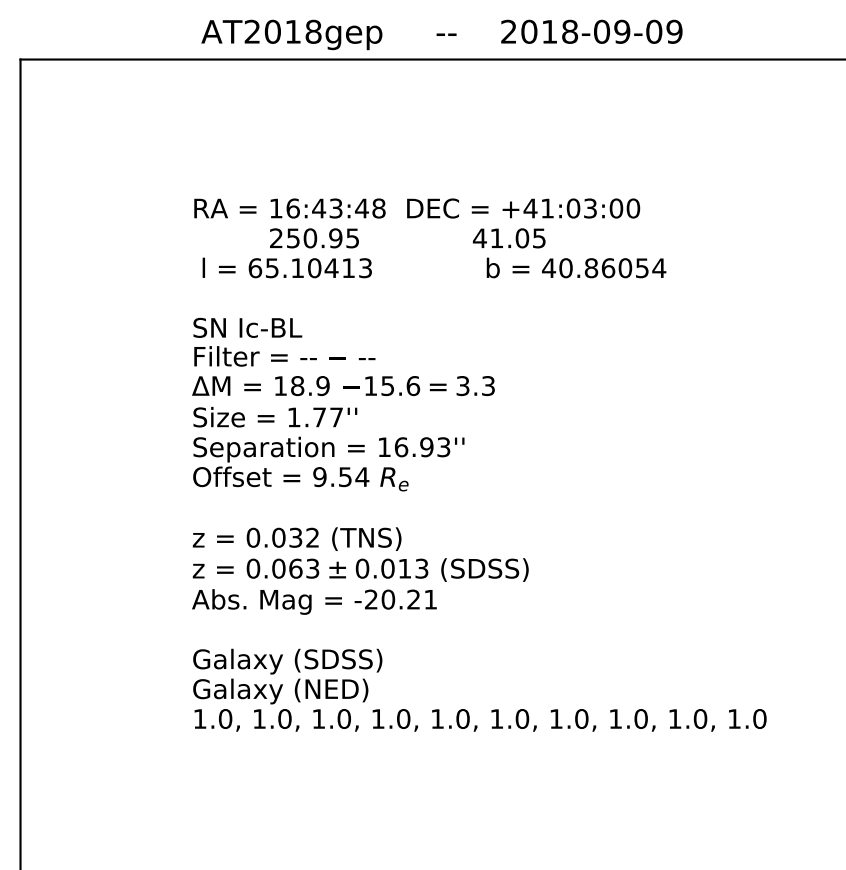 AT2018gep -- 2018-09-09
RA = 16:43:48 DEC = +41:03:00
250.95 41.05
l = 65.10413 b = 40.86054
SN Ic-BL
Filter = -- − --
ΔM = 18.9 −15.6 = 3.3
Size = 1.77''
Separation = 16.93''
Offset = 9.54 Rₑ
z = 0.032 (TNS)
z = 0.063 ± 0.013 (SDSS)
Abs. Mag = -20.21
Galaxy (SDSS)
Galaxy (NED)
1.0, 1.0, 1.0, 1.0, 1.0, 1.0, 1.0, 1.0, 1.0, 1.0